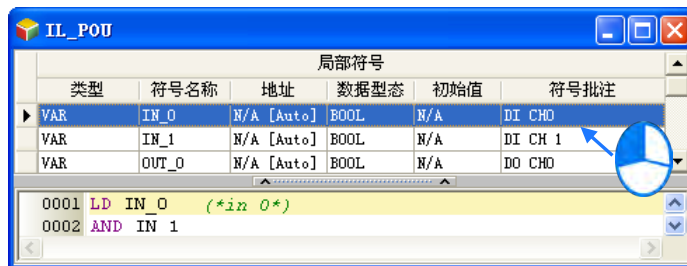 IL_POU
局部符号
类型 符号名称 地址 数据型态 初始值 符号批注
VAR IN_0 N/A [Auto] BOOL N/A DI CH0
VAR IN_1 N/A [Auto] BOOL N/A DI CH 1
VAR OUT_0 N/A [Auto] BOOL N/A DO CH0
0001 LD IN_0 (*in 0*)
0002 AND IN 1